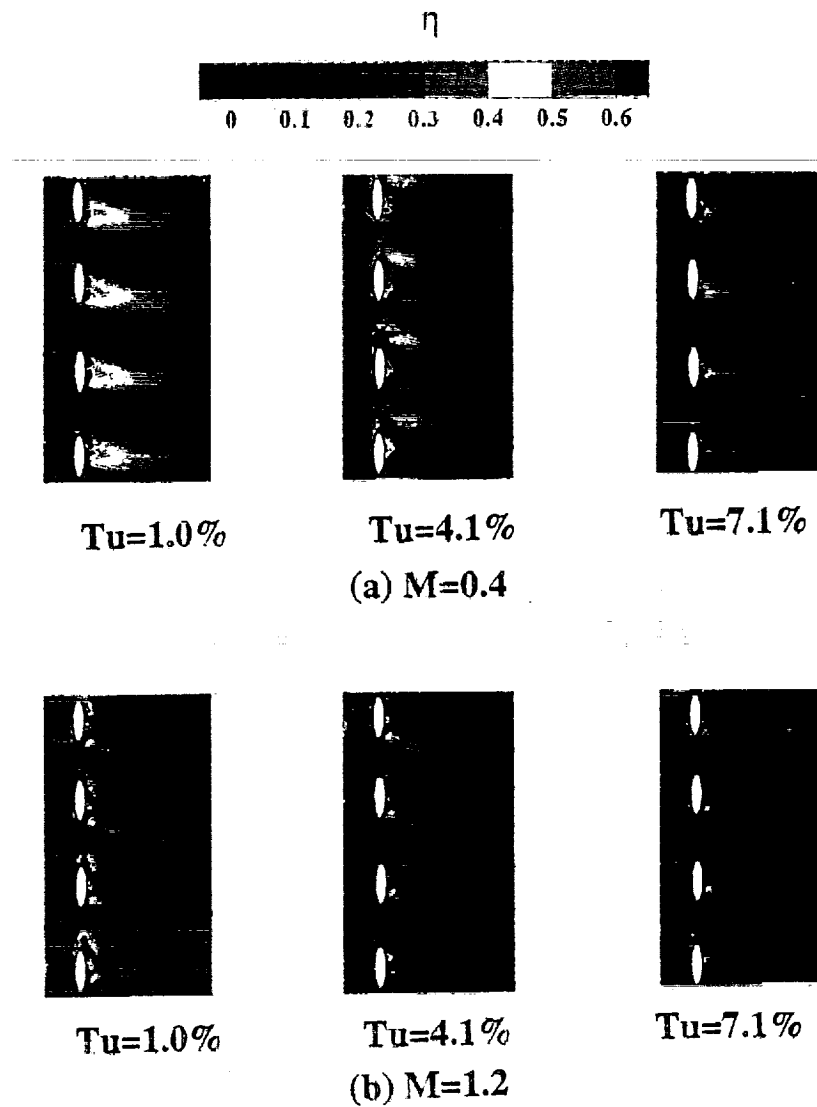 η
0 0.1 0.2 0.3 0.4 0.5 0.6
Tu=1.0% Tu=4.1% Tu=7.1%
(a) M=0.4
Tu=1.0% Tu=4.1% Tu=7.1%
(b) M=1.2